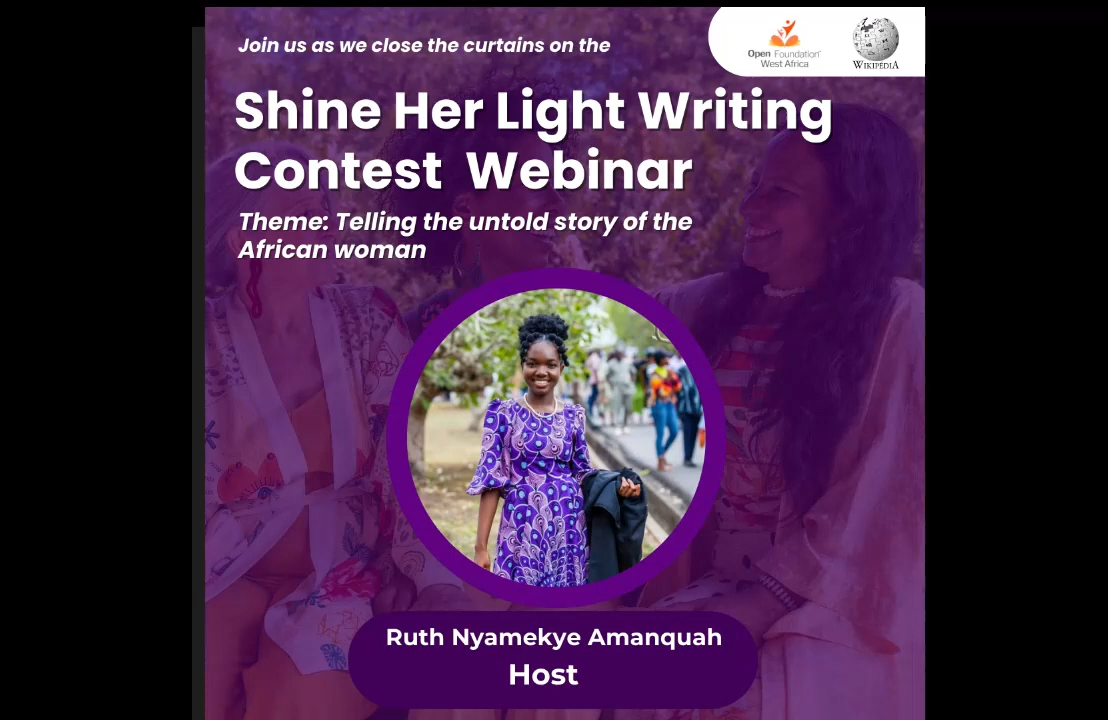 Join us as we close the curtains on the
Open Foundation
West Africa
WIKIPEDIA
Shine Her Light Writing
Contest Webinar
Theme: Telling the untold story of the
African woman
Ruth Nyamekye Amanquah
Host